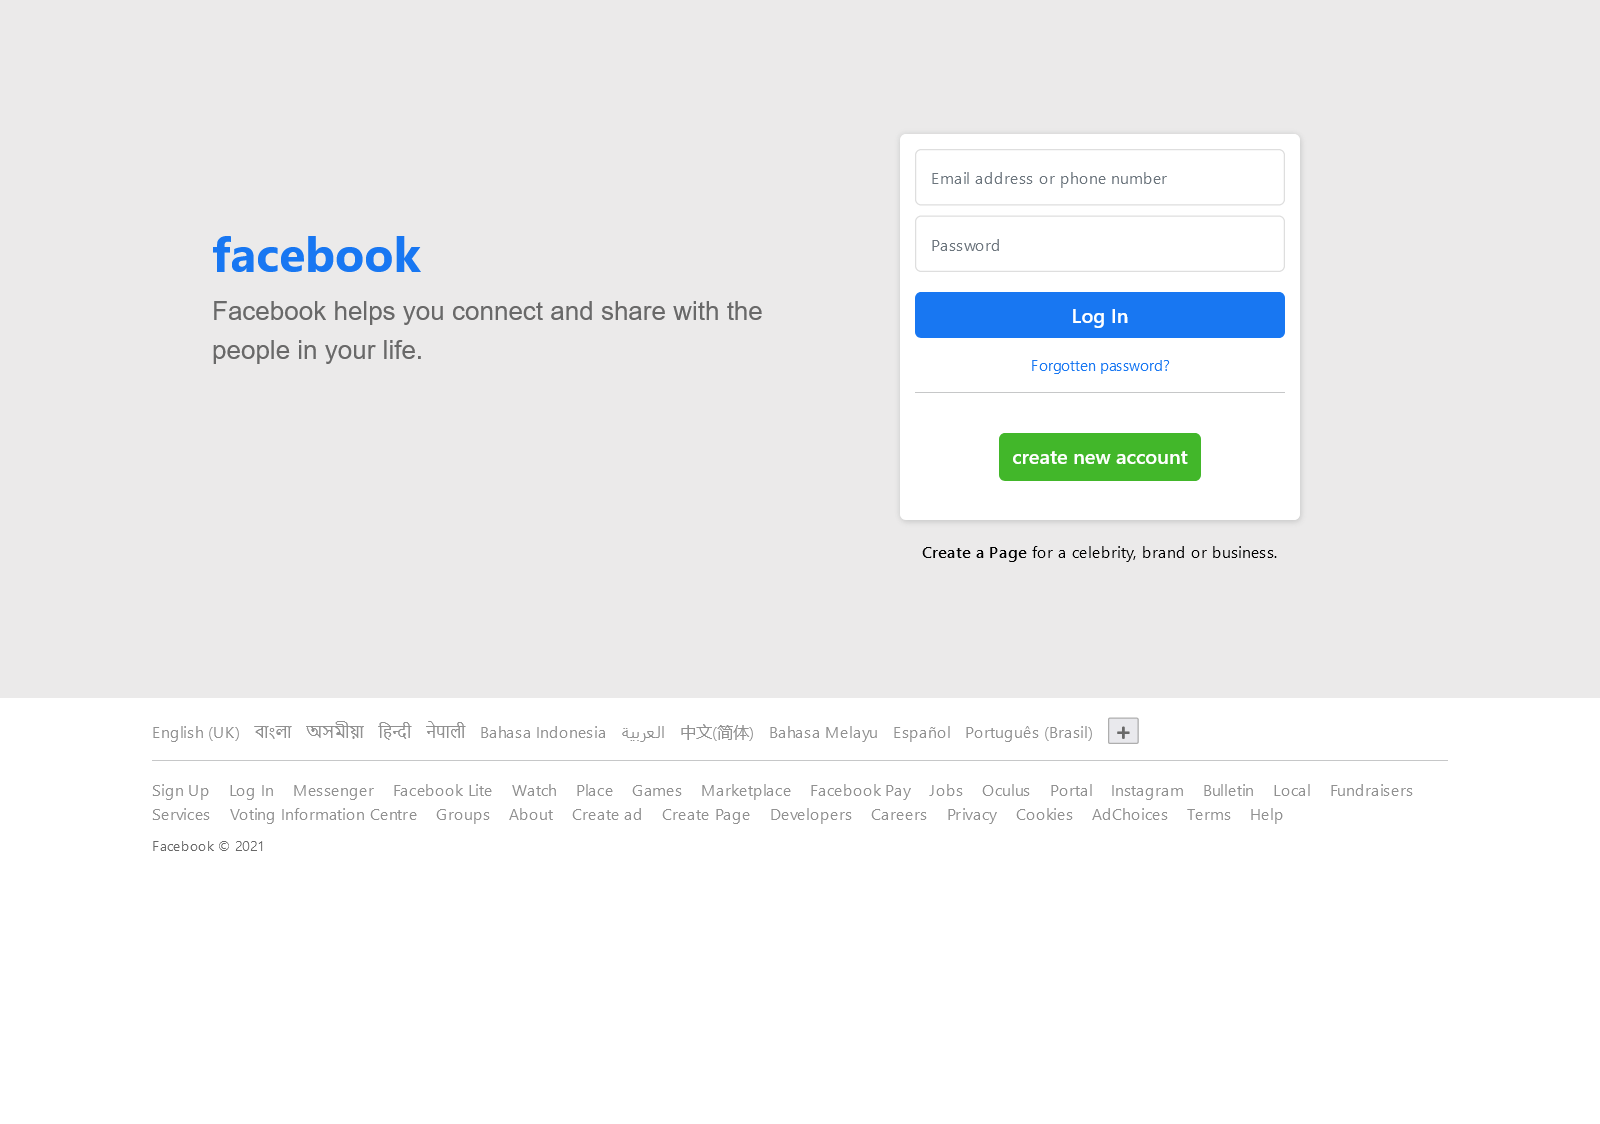 facebook
Facebook helps you connect and share with the
people in your life.
Email address or phone number
Password
Log In
Forgotten password?
create new account
Create a Page for a celebrity, brand or business.
English (UK) বাংলা অসমীয়া हिन्दी नेपाली Bahasa Indonesia العربية 中文(简体) Bahasa Melayu Español Português (Brasil) +
Sign Up Log In Messenger Facebook Lite Watch Place Games Marketplace Facebook Pay Jobs Oculus Portal Instagram Bulletin Local Fundraisers
Services Voting Information Centre Groups About Create ad Create Page Developers Careers Privacy Cookies AdChoices Terms Help
Facebook © 2021